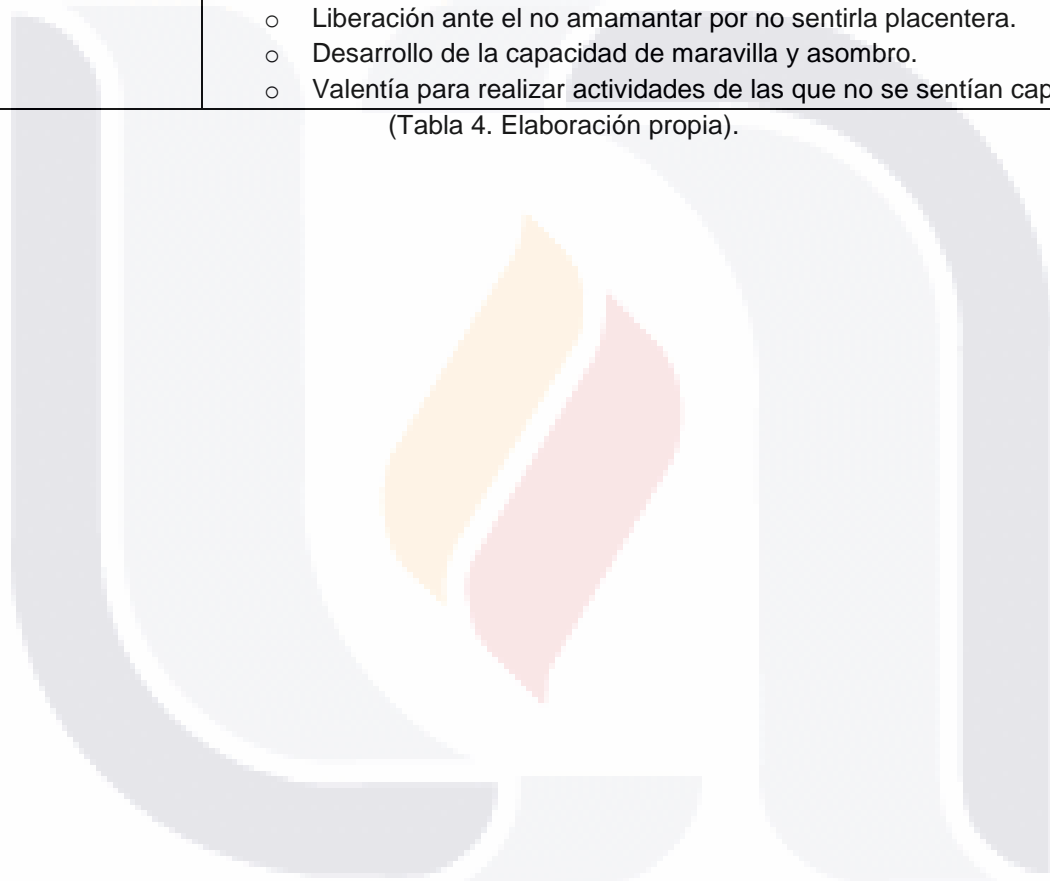 o Liberación ante el no amamantar por no sentirla placentera.
o Desarrollo de la capacidad de maravilla y asombro.
o Valentía para realizar actividades de las que no se sentían
(Tabla 4. Elaboración propia).